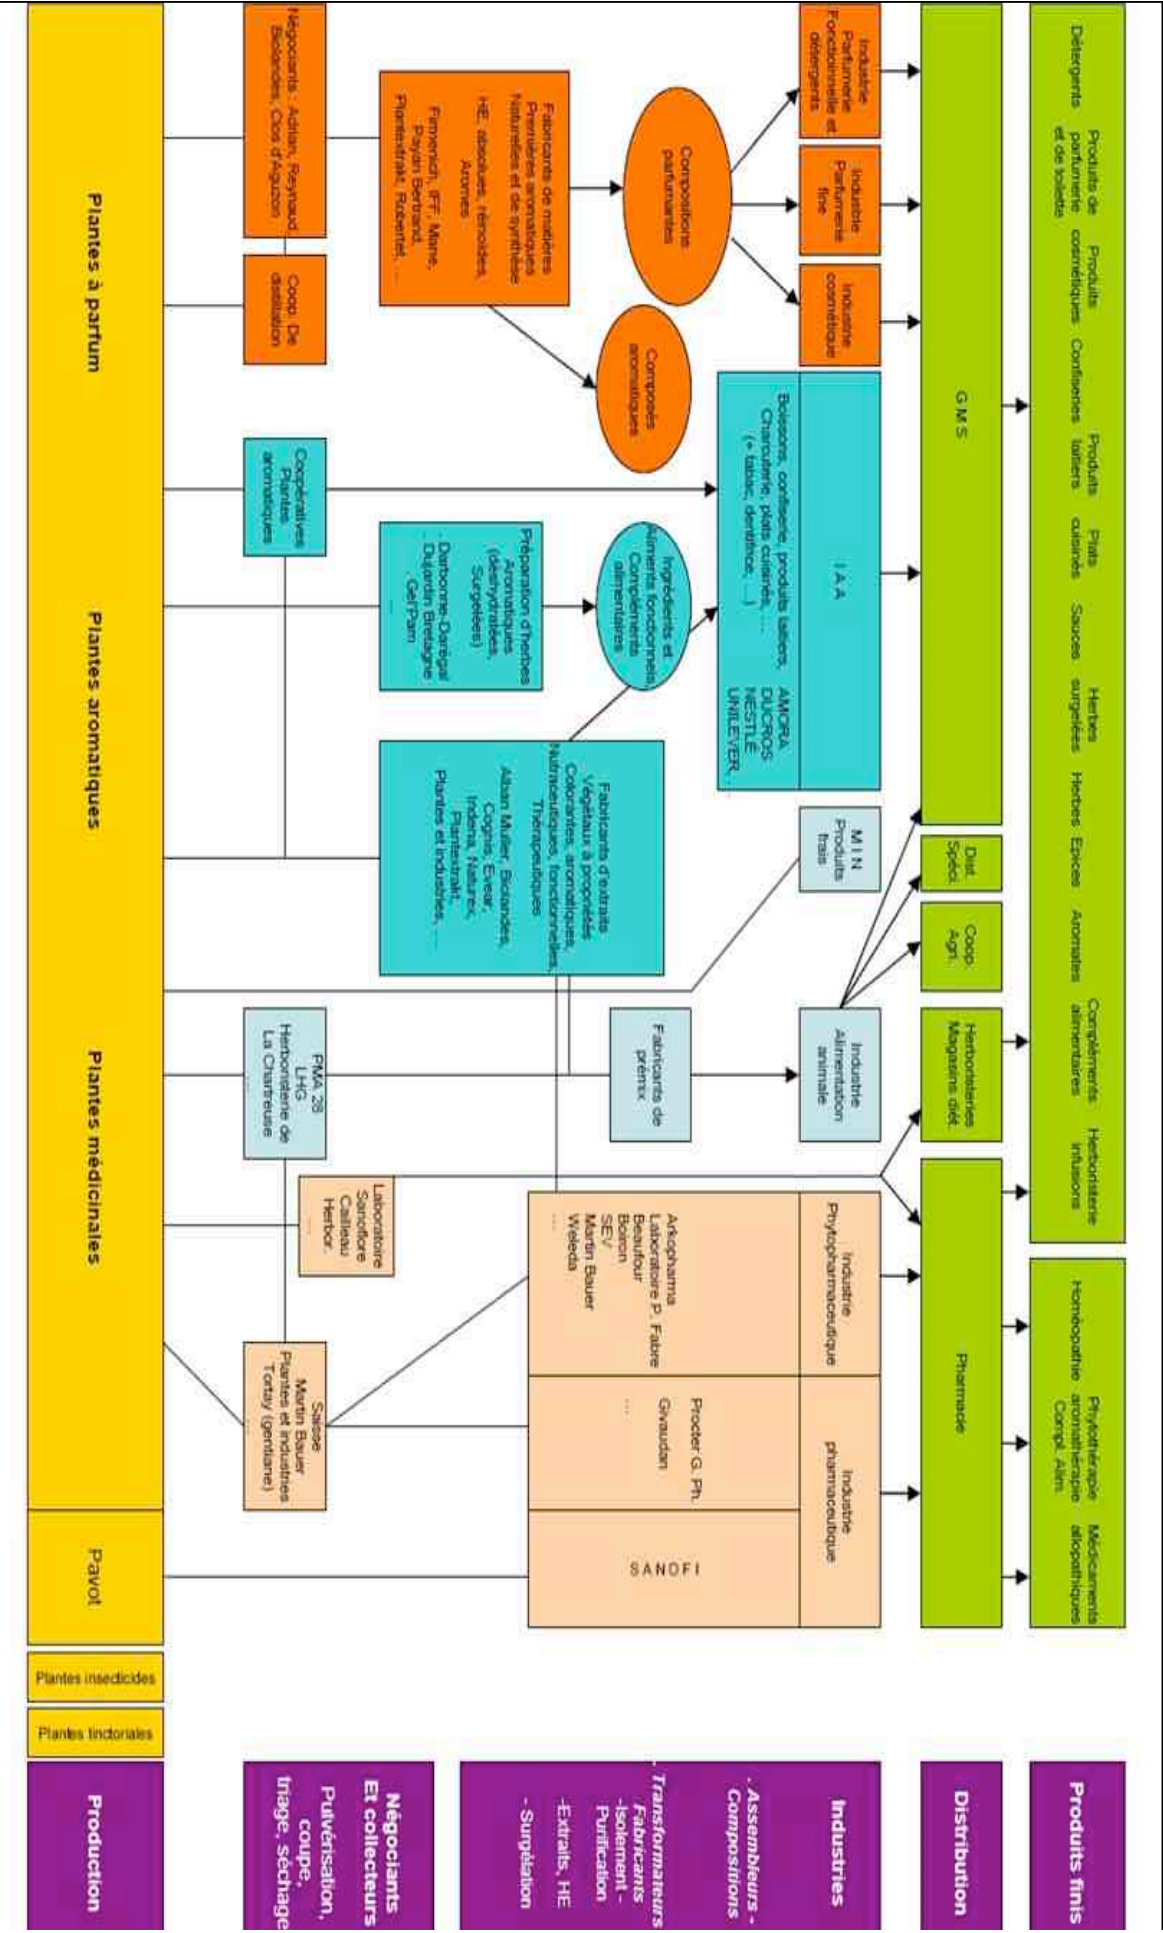 Détergents
Produits de
parfumerie
et de toilette
Produits
cosmétiques
Confiseries
Produits
laitiers
Plats
cuisinés
Sauces
Herbes
surgelées
Herbes
Epices
Aromates
Compléments
alimentaires
Herboristerie
infusions
Homéopathie
Phytothérapie
aromathérapie
Compl. Alim.
Médicaments
allopathiques
Produits finis
G M S
Dist.
Spéci.
Coop.
Agri.
Herboristeries
Magasins diét.
Pharmacie
Distribution
Industrie
Parfumerie
Fonctionnelle et
détergents
Industrie
Parfumerie
fine
Industrie
cosmétique
I A A
Boissons, confiserie, produits laitiers,
Charcuterie, plats cuisinés, ...
(+ tabac, dentifrice, ...)
AMORA
DUCROS
NESTLÉ
UNILEVER, ...
M I N
Produits
frais
Industrie
Alimentation
animale
Industrie
Phytopharmaceutique
Industrie
pharmaceutique
Arkopharma
Laboratoire P. Fabre
Beaufour
Boiron
SEV
Martin Bauer
Weleda
...
Procter G. Ph.
Givaudan
...
SANOFI
Industries
. Assembleurs -
Compositions
. Transformateurs
Fabricants
-Isolement -
Purification
-Extraits, HE
- Surgélation
Compositions
parfumantes
Composés
aromatiques
Ingrédients et
Aliments fonctionnels,
Compléments
alimentaires
Fabricants de
prémix
Fabricants de matières
Premières aromatiques
Naturelles et de synthèse
HE, absolues, rénoïdes,
Aromes
Firmenich, IFF, Mane,
Payan Bertrand,
Plantextrakt, Robertet, ...
Préparation d'herbes
Aromatiques
(déshydratées,
Surgelées)
. Darbonne-Darégal
. Dujardin Bretagne
. Gel'Pam
...
Fabricants d'extraits
Végétaux à propriétés
Colorantes, aromatiques,
Nutraceutiques, fonctionnelles,
Thérapeutiques
Alban Muller, Biolandes,
Cognis, Evear,
Indena, Naturex,
Plantextrakt,
Plantes et industries, ...
Laboratoire
Sanoflore
Cailleau
Herbor.
...
Négociants : Adrian, Reynaud,
Biolandes, Clos d'Aguzon
Coop. De
distillation
Coopératives
Plantes
aromatiques
PMA 28
LHG
Herboristerie de
La Chartreuse
...
Saisse
Martin Bauer
Plantes et industries
Tortay (gentiane)
...
Négociants
Et collecteurs
Pulvérisation,
coupe,
triage, séchage
Plantes à parfum
Plantes aromatiques
Plantes médicinales
Pavot
Plantes insecticides
Plantes tinctoriales
Production